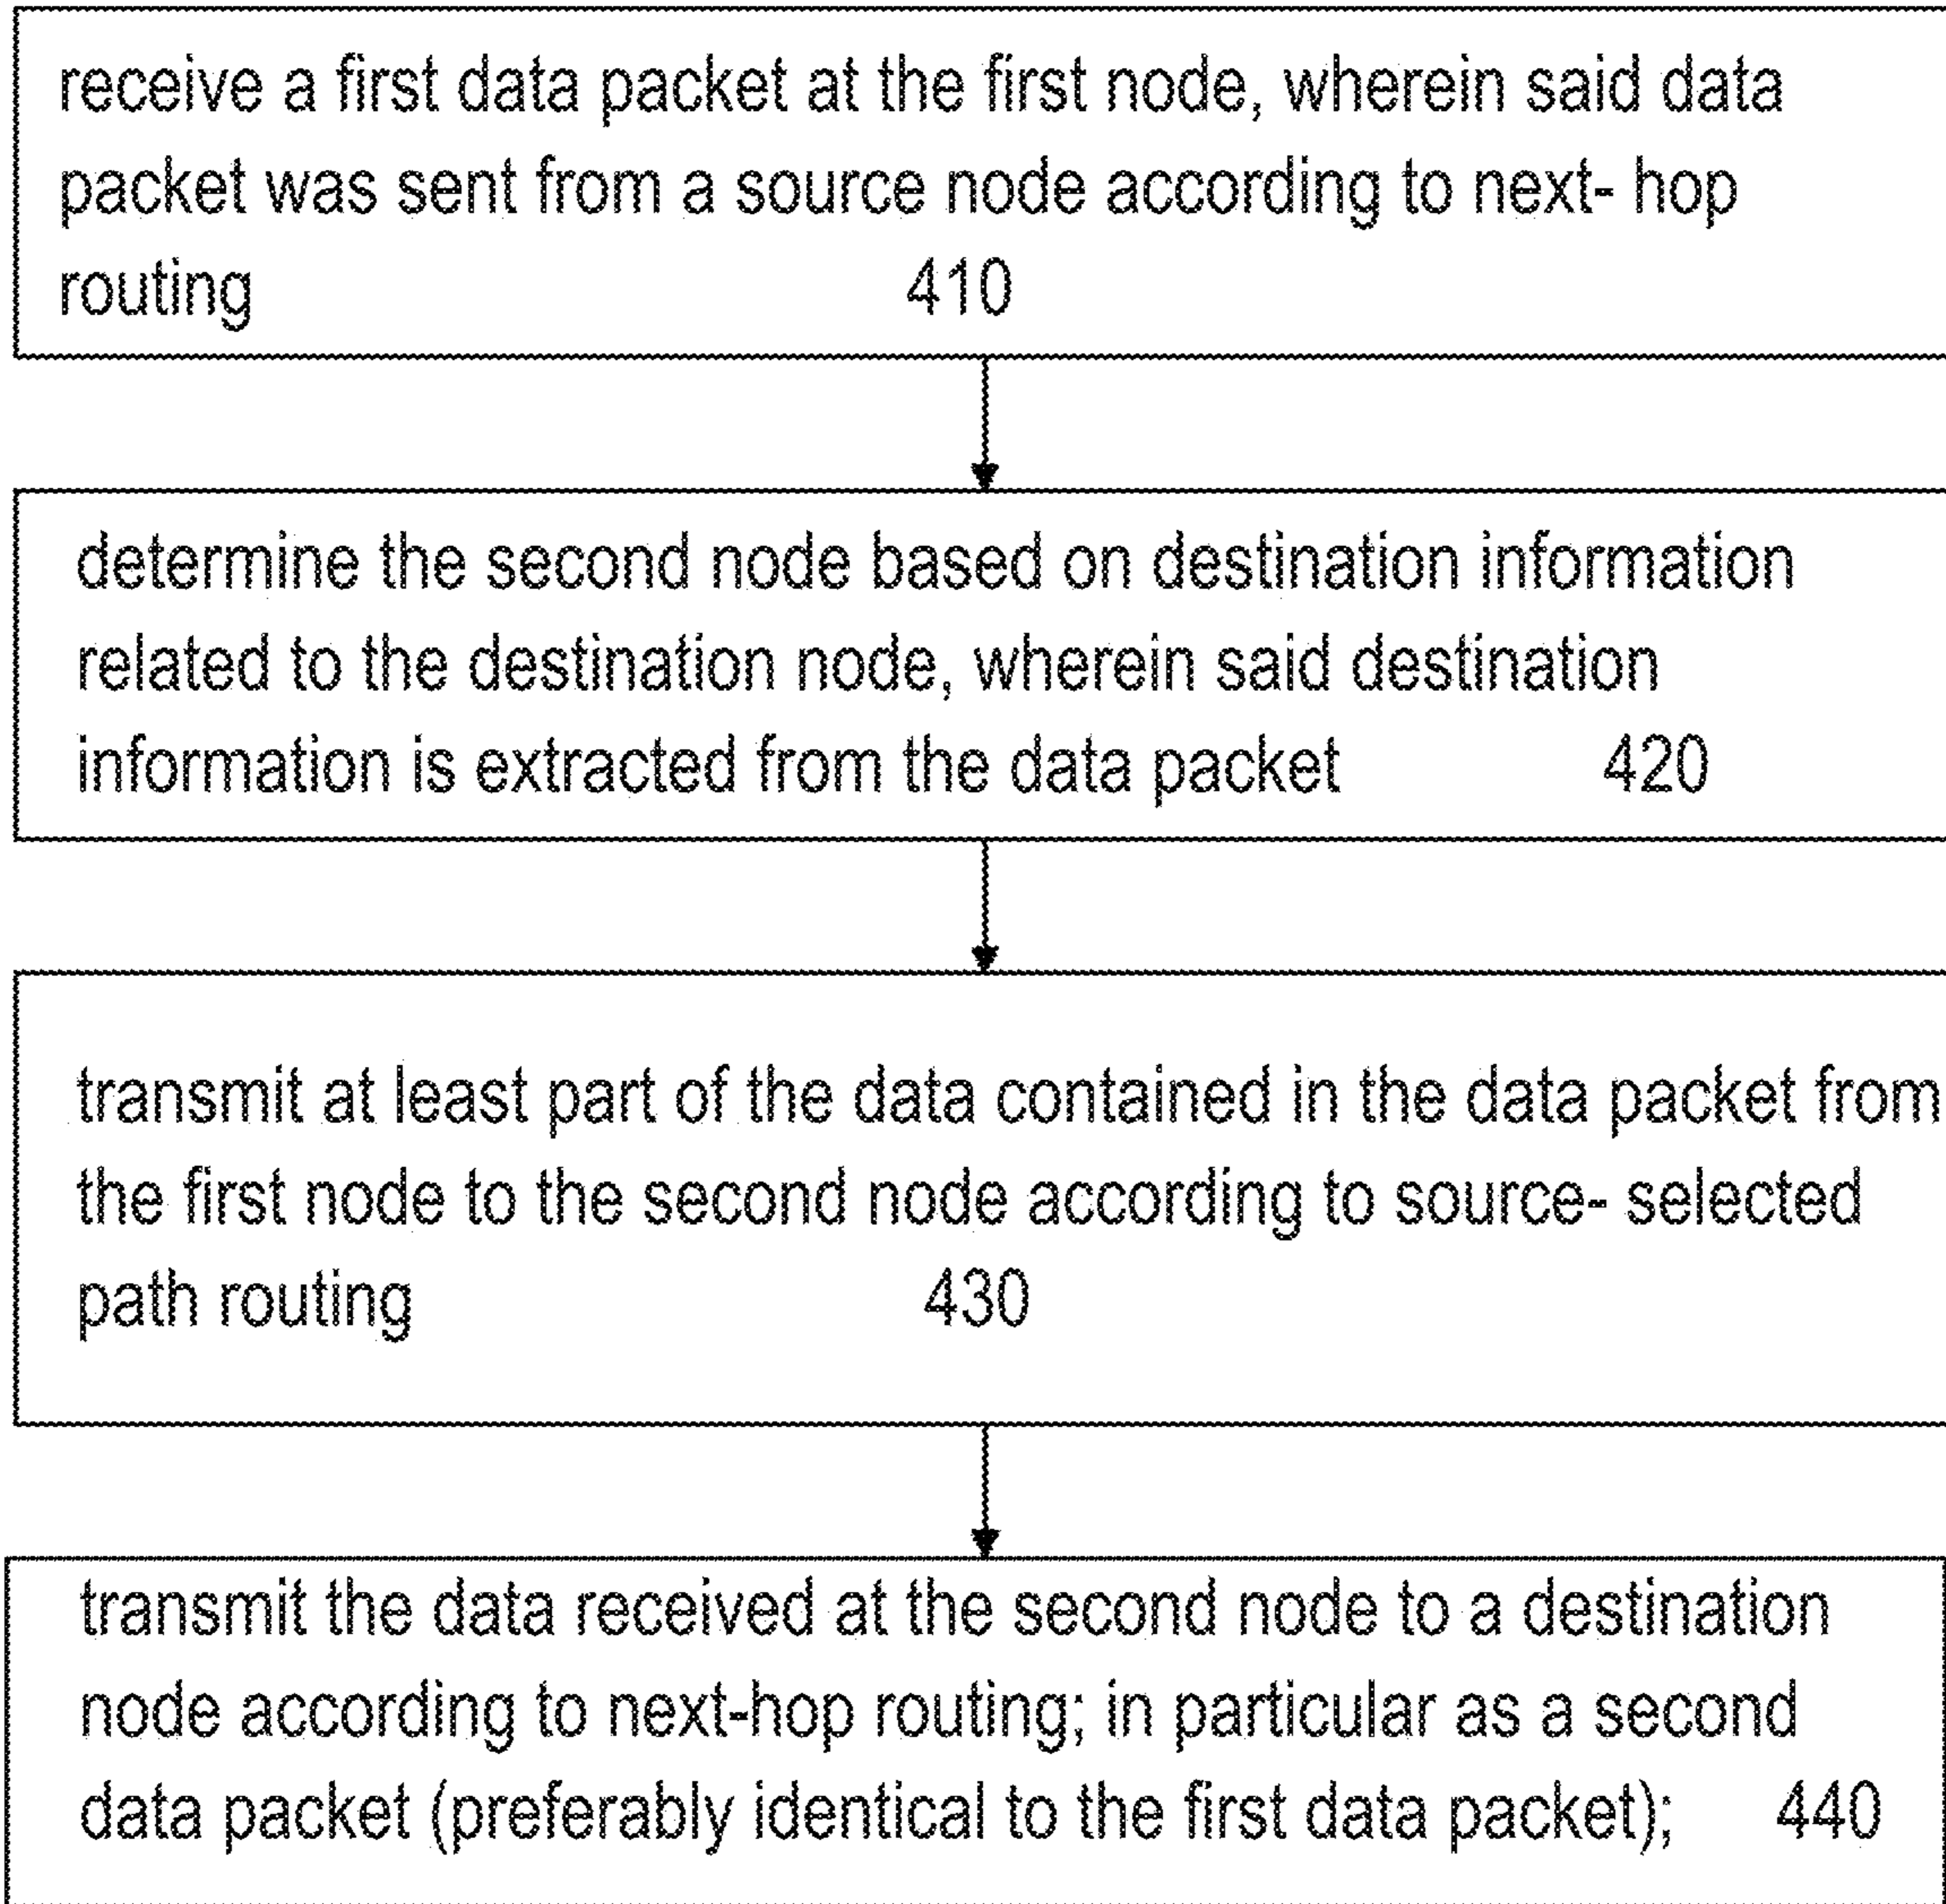 receive a first data packet at the first node, wherein said data
packet was sent from a source node according to next- hop
routing 410
determine the second node based on destination information
related to the destination node, wherein said destination
information is extracted from the data packet 420
transmit at least part of the data contained in the data packet from
the first node to the second node according to source- selected
path routing 430
transmit the data received at the second node to a destination
node according to next-hop routing; in particular as a second
data packet (preferably identical to the first data packet); 440